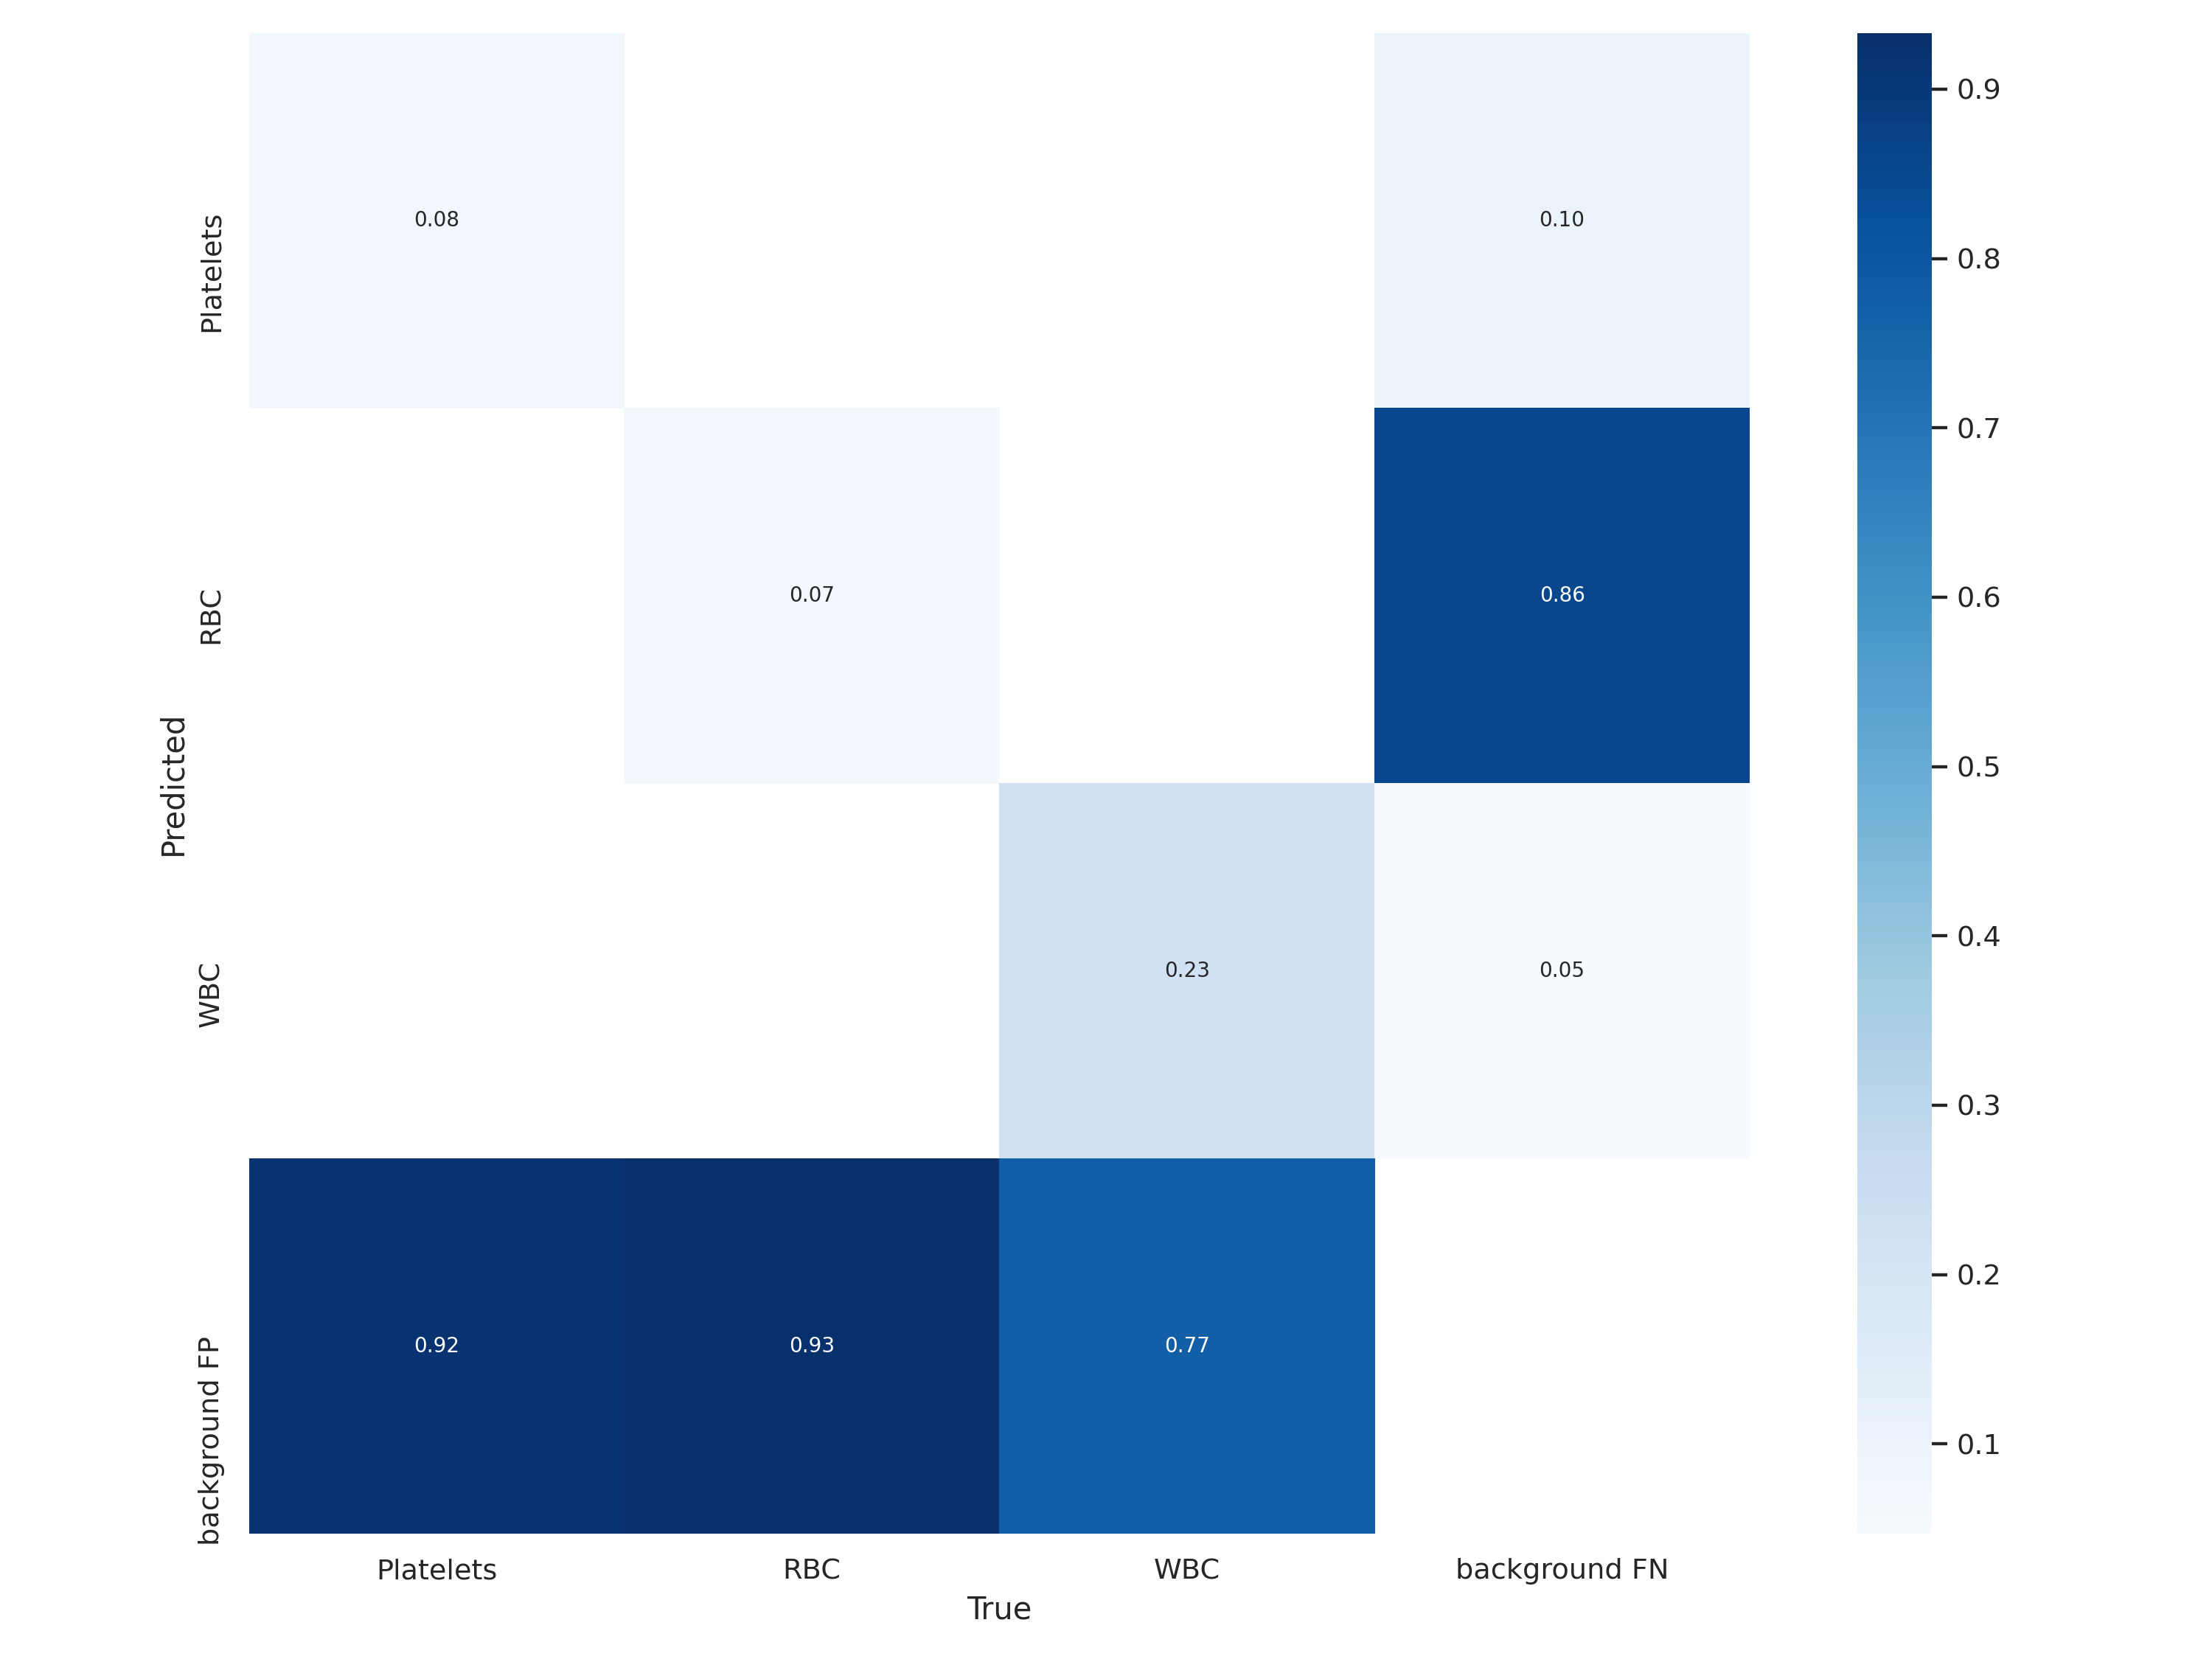 Predicted
Platelets
RBC
WBC
background FP
0.08
0.10
0.07
0.86
0.23
0.05
0.92
0.93
0.77
Platelets
RBC
WBC
background FN
True
0.9
0.8
0.7
0.6
0.5
0.4
0.3
0.2
0.1